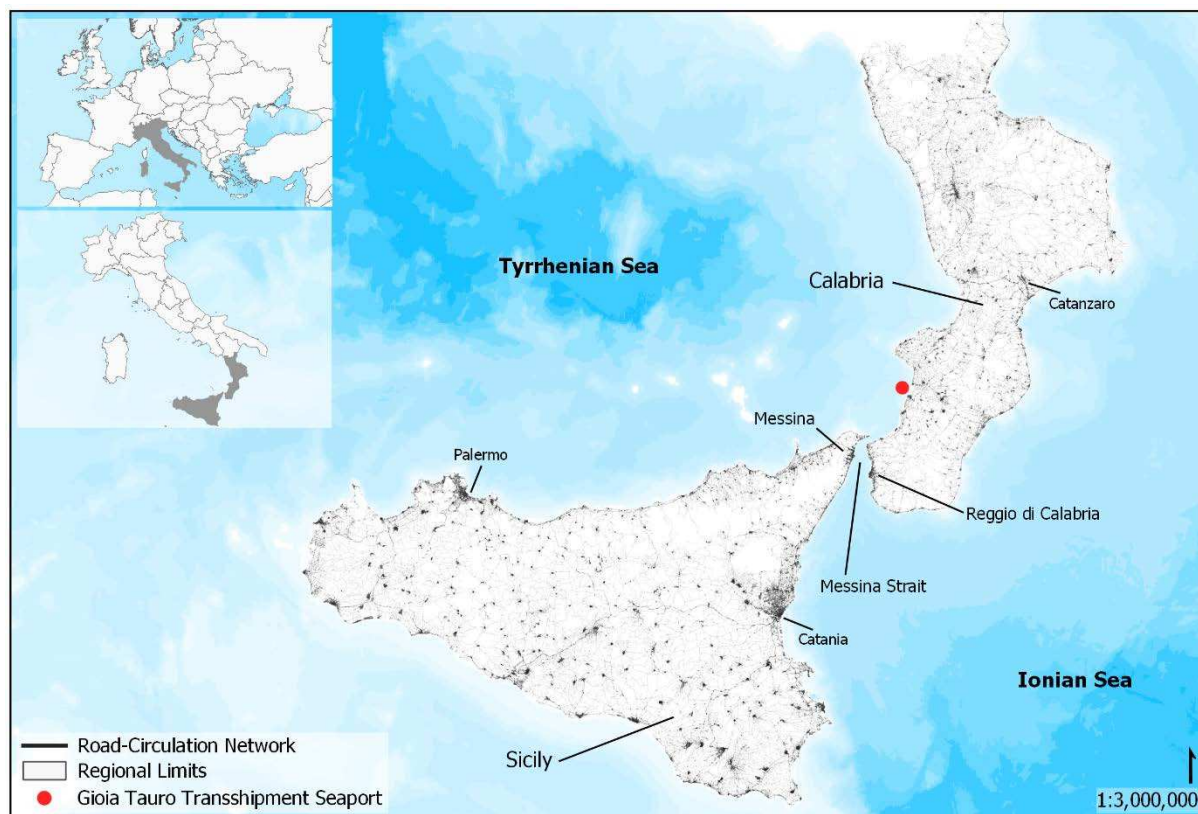 Tyrrhenian Sea
Calabria
Catanzaro
Messina
Palermo
Reggio di Calabria
Messina Strait
Catania
Ionian Sea
Sicily
Road-Circulation Network
Regional Limits
Gioia Tauro Transshipment Seaport
1:3,000,000